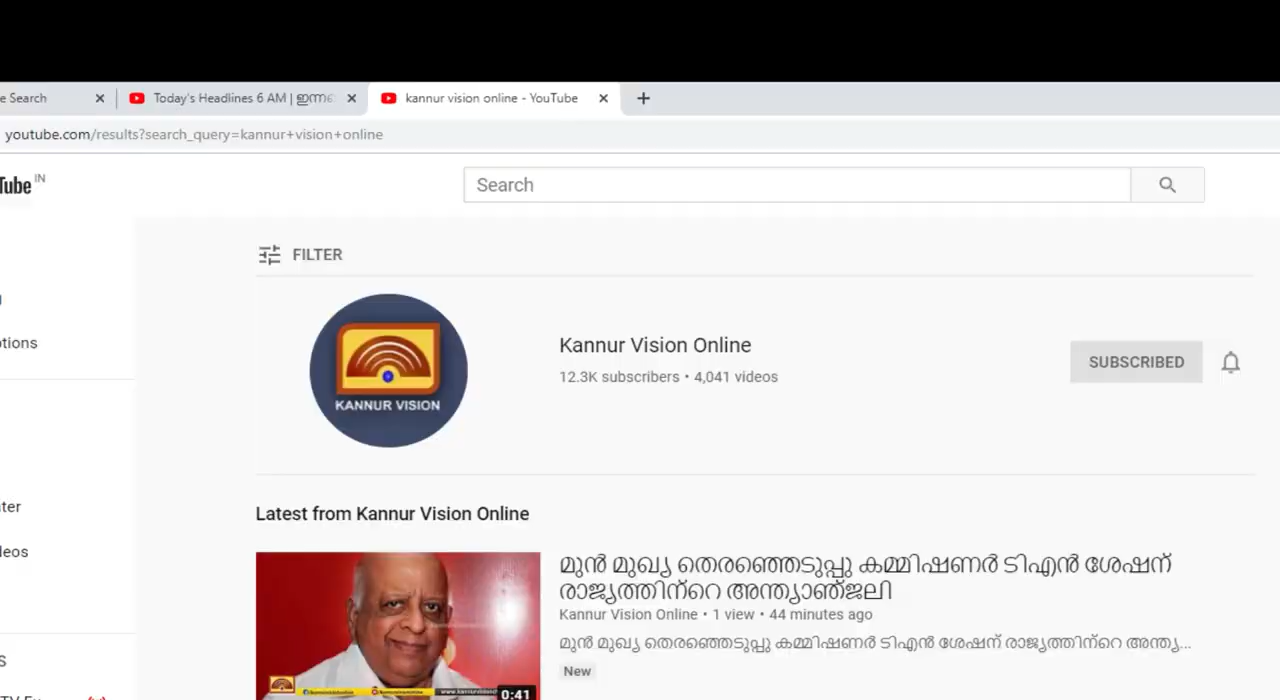 e Search
Today's Headlines 6 AM | ഇന്നത
kannur vision online - YouTube
youtube.com/results?search_query=kannur+vision+online
Tube IN
Search
FILTER
KANNUR VISION
Kannur Vision Online
12.3K subscribers • 4,041 videos
SUBSCRIBED
ptions
ter
leos
S
Latest from Kannur Vision Online
മുൻ മുഖ്യ തെരഞ്ഞെടുപ്പു കമ്മിഷണർ ടിഎൻ ശേഷന്
രാജ്യത്തിന്റെ അന്ത്യാഞ്ജലി
Kannur Vision Online • 1 view • 44 minutes ago
മുൻ മുഖ്യ തെരഞ്ഞെടുപ്പു കമ്മിഷണർ ടിഎൻ ശേഷന് രാജ്യത്തിന്റെ അന്ത്യ...
New
0:41